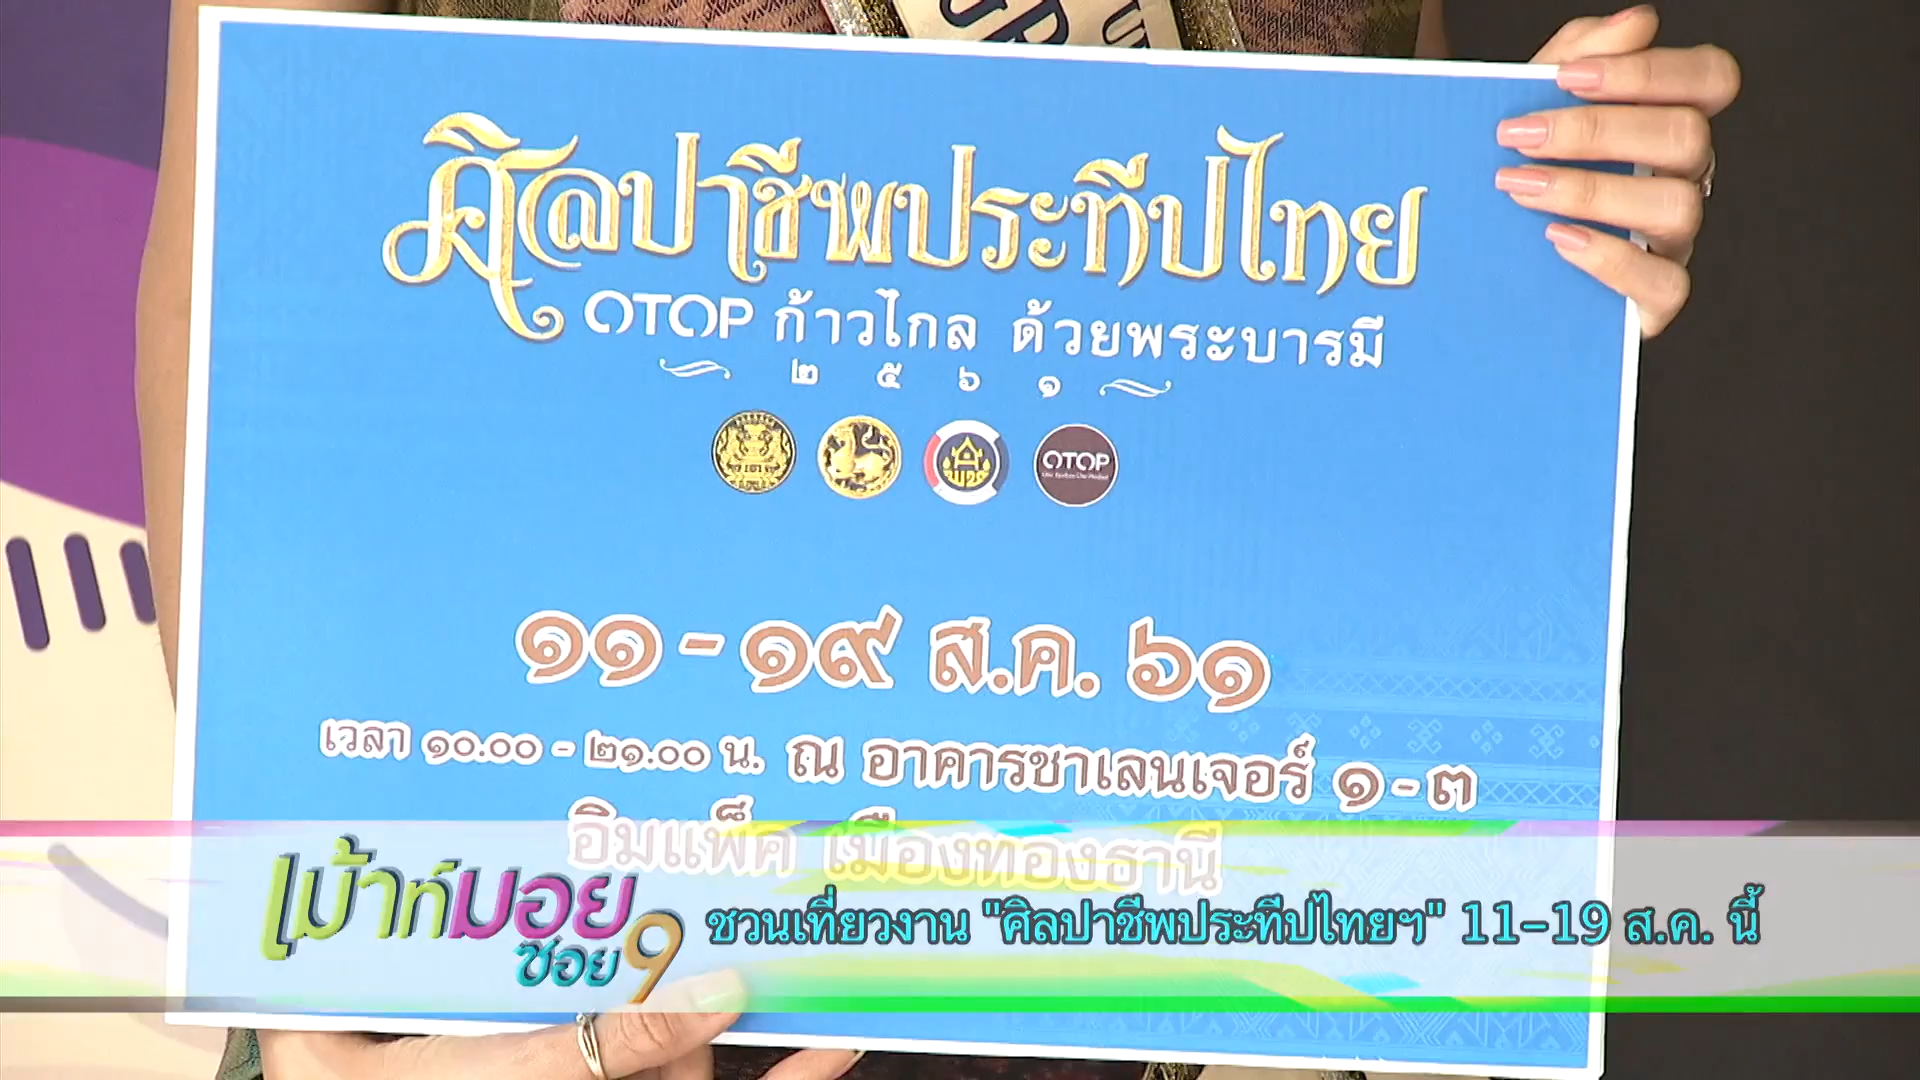 ศิลปาชีพประทีปไทย
OTOP ก้าวไกล ด้วยพระบารมี
๒ ๕ ๖ ๑
พช
OTOP
๑๑ - ๑๙ ส.ค. ๖๑
เวลา ๑๐.๐๐ - ๒๑.๐๐ น. ณ อาคารชาเลนเจอร์ ๑ - ๓
อิมแพ็ค เมืองทองธานี
เม้าท์มอย
ซอย 9
ชวนเที่ยวงาน "ศิลปาชีพประทีปไทยฯ" 11-19 ส.ค. นี้